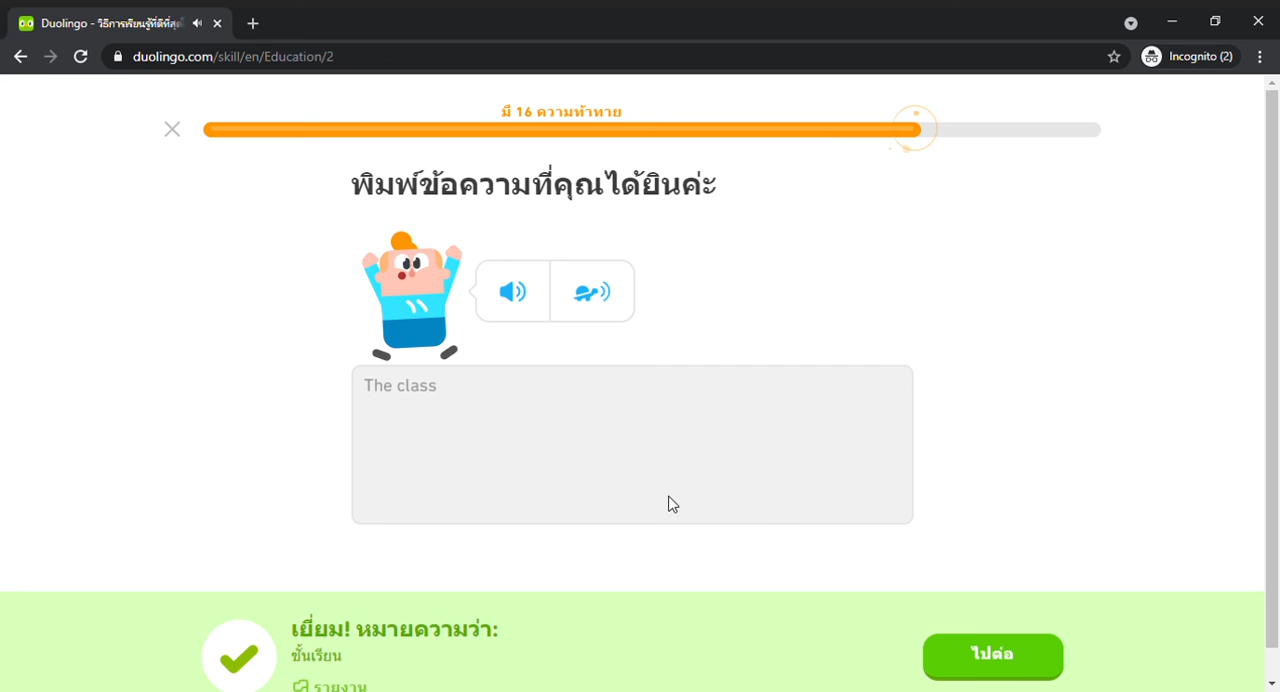 Duolingo - วิธีการเรียนรู้ที่ดีที่สุด
duolingo.com/skill/en/Education/2
Incognito (2)
มี 16 ความท้าทาย
พิมพ์ข้อความที่คุณได้ยินค่ะ
The class
เยี่ยม! หมายความว่า:
ชั้นเรียน
รายงาน
ไปต่อ